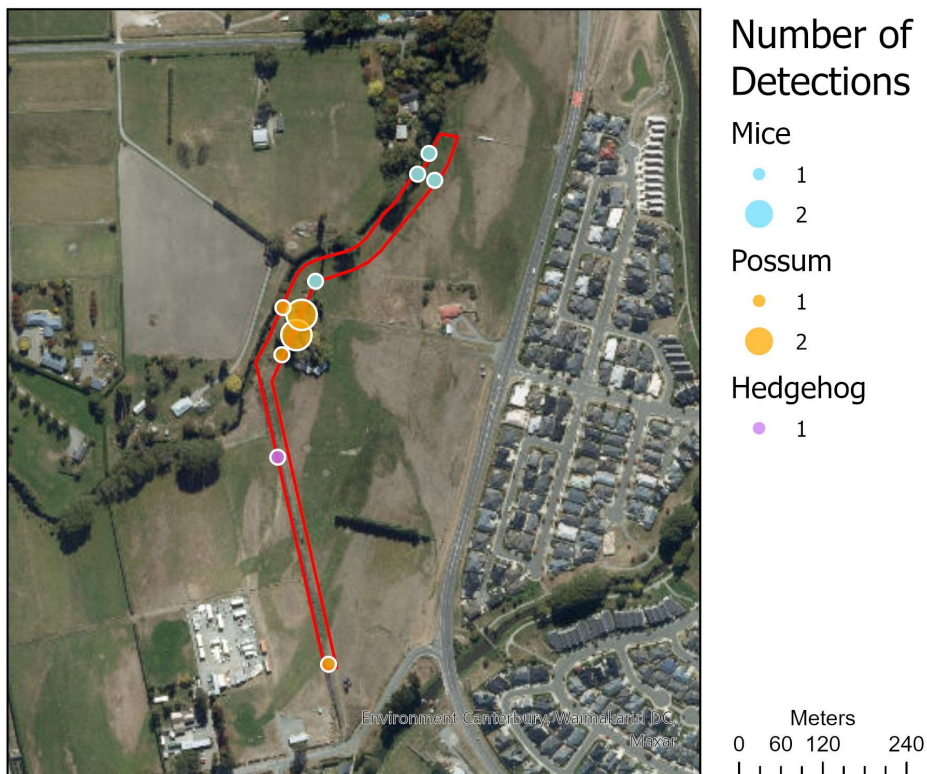 Number of
Detections
Mice
1
2
Possum
1
2
Hedgehog
1
Environment Canterbury, Waimakariri DC,
Maxar
Meters
0 60 120 240